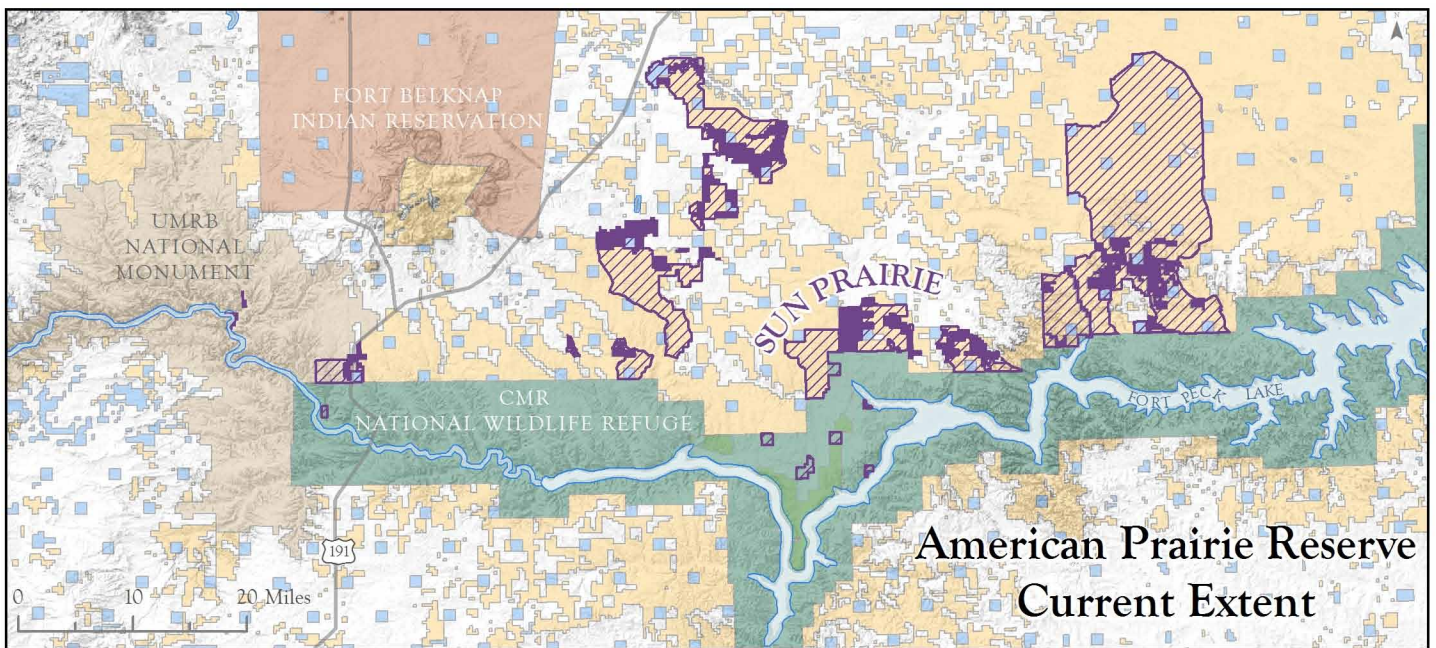 N
FORT BELKNAP
INDIAN RESERVATION
UMRB
NATIONAL
MONUMENT
SUN PRAIRIE
CMR
NATIONAL WILDLIFE REFUGE
FORT PECK LAKE
191
0 10 20 Miles
American Prairie Reserve
Current Extent